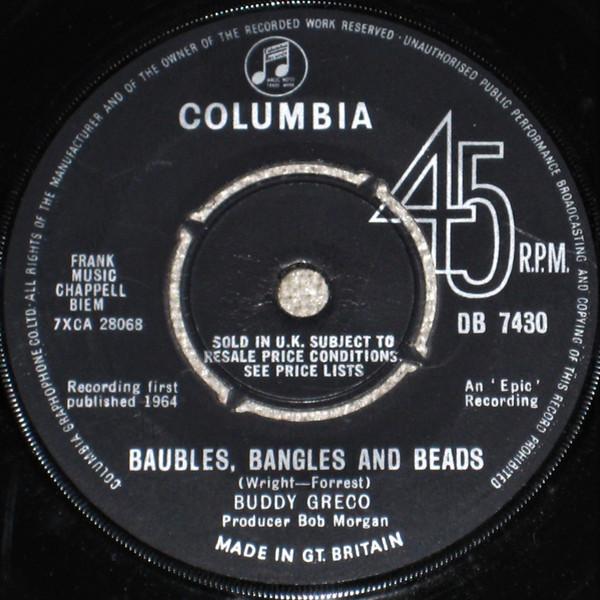 COLUMBIA GRAPHOPHONE CO.LTD·ALL RIGHTS OF THE MANUFACTURER AND OF THE OWNER OF THE RECORDED WORK RESERVED · UNAUTHORISED PUBLIC PERFORMANCE BROADCASTING AND COPYING OF THIS RECORD PROHIBITED
COLUMBIA
45 R.P.M.
FRANK
MUSIC
CHAPPELL
BIEM
7XCA 28068
DB 7430
SOLD IN U.K. SUBJECT TO
RESALE PRICE CONDITIONS.
SEE PRICE LISTS
Recording first
published 1964
An 'Epic'
Recording
BAUBLES, BANGLES AND BEADS
(Wright—Forrest)
BUDDY GRECO
Producer Bob Morgan
MADE IN GT. BRITAIN